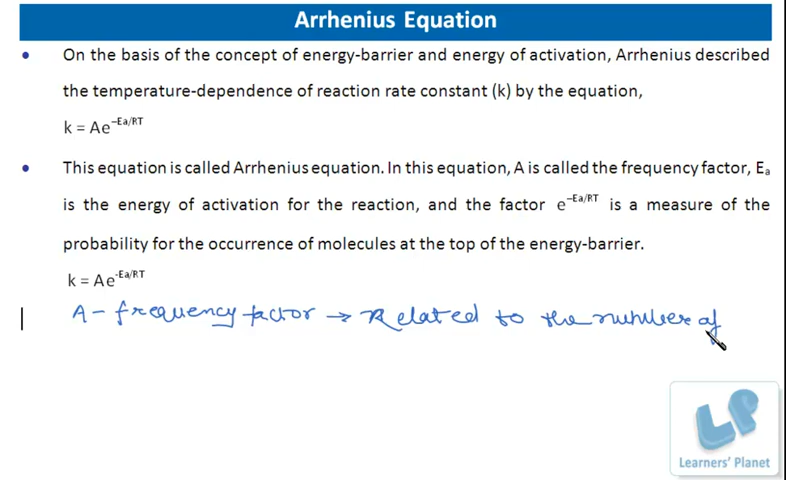 Arrhenius Equation
• On the basis of the concept of energy-barrier and energy of activation, Arrhenius described
the temperature-dependence of reaction rate constant (k) by the equation,
k = Ae⁻ᴱᵃ/ᴿᵀ
• This equation is called Arrhenius equation. In this equation, A is called the frequency factor, Eₐ
is the energy of activation for the reaction, and the factor e⁻ᴱᵃ/ᴿᵀ is a measure of the
probability for the occurrence of molecules at the top of the energy-barrier.
k = Ae⁻ᴱᵃ/ᴿᵀ
A - frequency factor → Related to the number of
LP
Learners' Planet